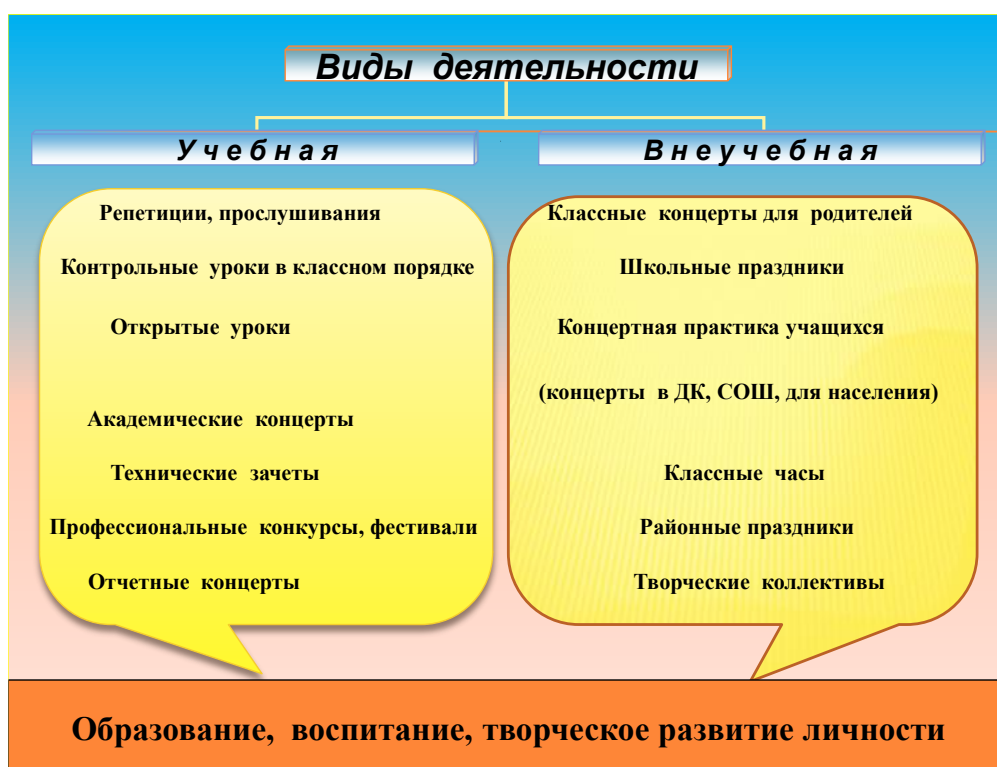 Виды деятельности
Учебная
Репетиции, прослушивания
Контрольные уроки в классном порядке
Открытые уроки
Академические концерты
Технические зачеты
Профессиональные конкурсы, фестивали
Отчетные концерты
Внеучебная
Классные концерты для родителей
Школьные праздники
Концертная практика учащихся
(концерты в ДК, СОШ, для населения)
Классные часы
Районные праздники
Творческие коллективы
Образование, воспитание, творческое развитие личности